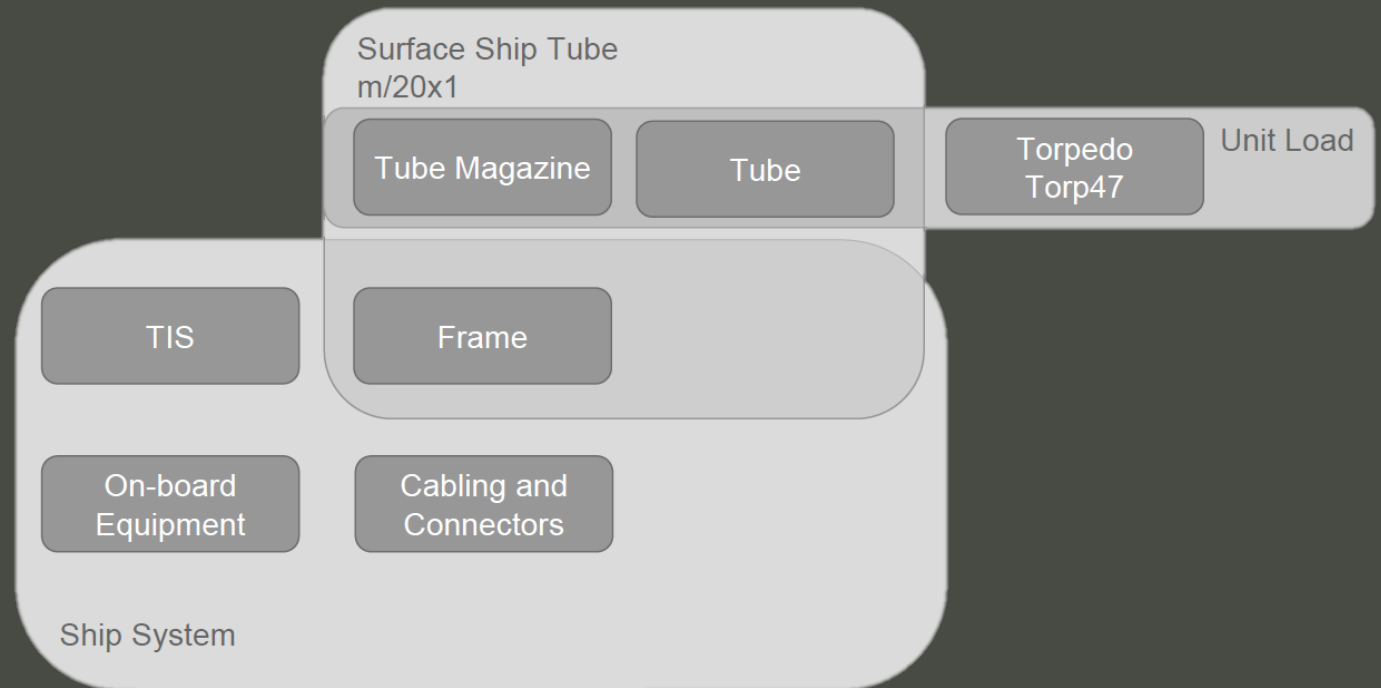 Surface Ship Tube
m/20x1
Tube Magazine
Tube
Torpedo
Torp47
Unit Load
TIS
Frame
On-board
Equipment
Cabling and
Connectors
Ship System